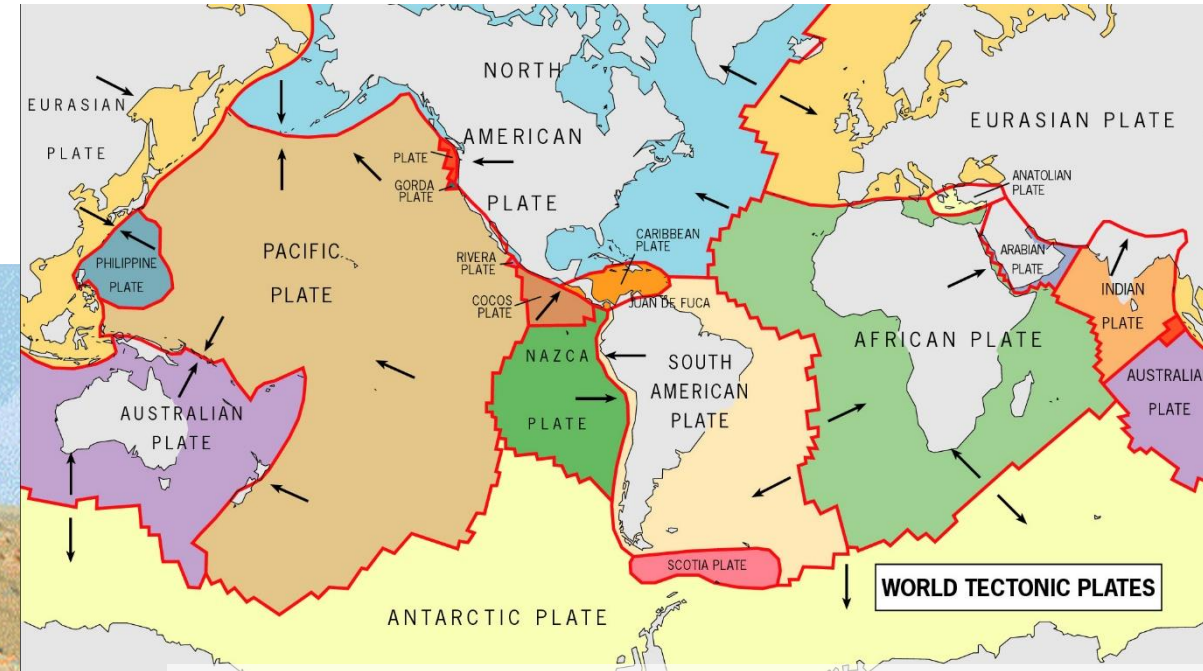 NORTH
AMERICAN
PLATE
EURASIAN
PLATE
EURASIAN PLATE
ANATOLIAN
PLATE
PLATE
GORDA
PLATE
CARIBBEAN
PLATE
ARABIAN
PLATE
PHILIPPINE
PLATE
PACIFIC
PLATE
RIVERA
PLATE
COCOS
PLATE
JUAN DE FUCA
INDIAN
PLATE
AFRICAN PLATE
NAZCA
PLATE
SOUTH
AMERICAN
PLATE
AUSTRALIAN
PLATE
AUSTRALIA
PLATE
SCOTIA PLATE
WORLD TECTONIC PLATES
ANTARCTIC PLATE